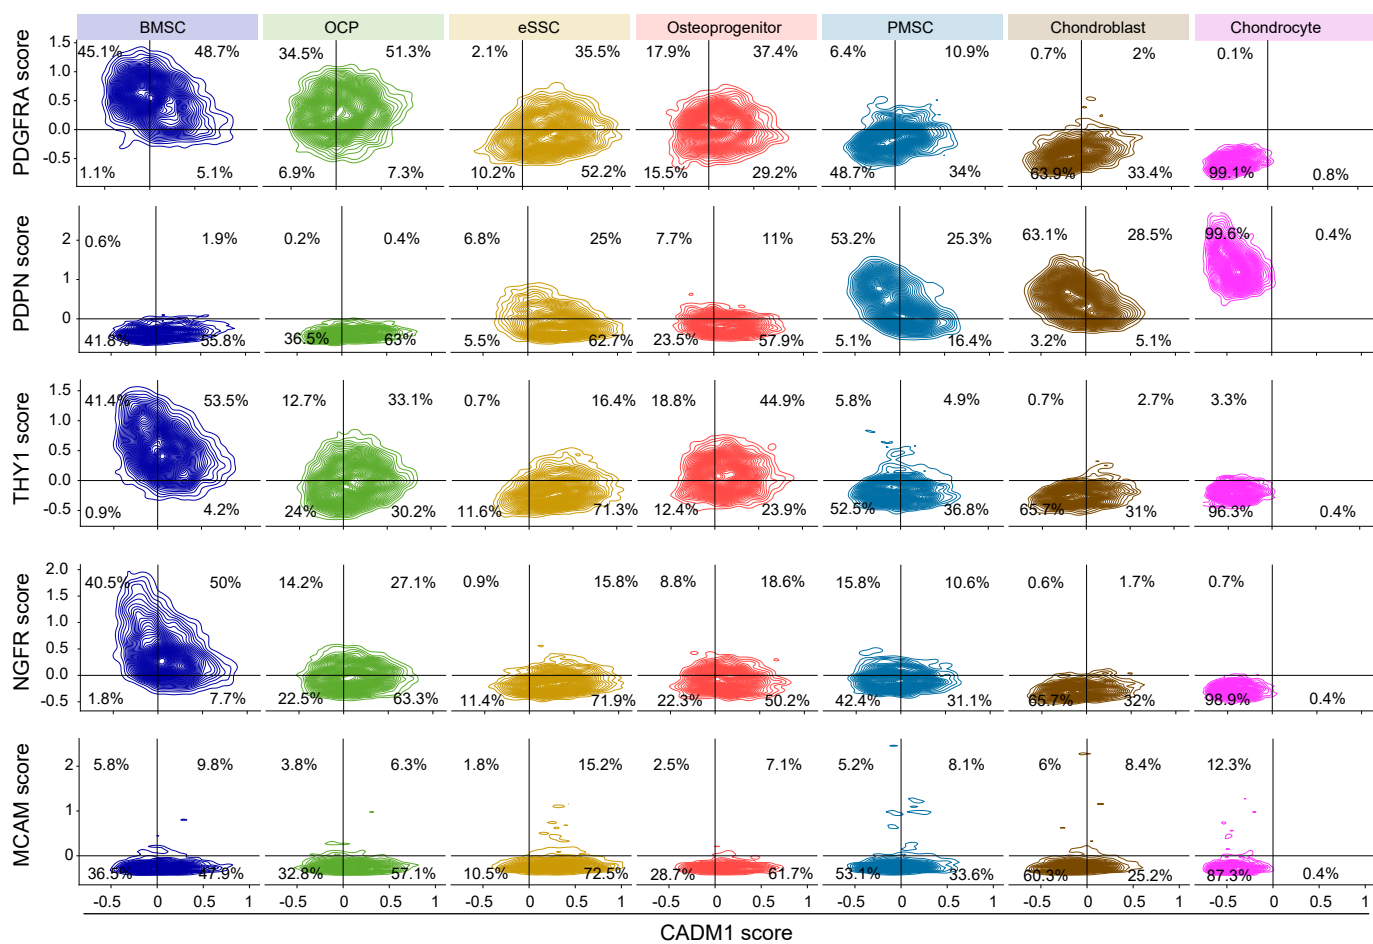 BMSC OCP eSSC Osteoprogenitor PMSC Chondroblast Chondrocyte
PDGFRA score
1.5
1.0
0.5
0.0
-0.5
45.1% 48.7% 34.5% 51.3% 2.1% 35.5% 17.9% 37.4% 6.4% 10.9% 0.7% 2% 0.1%
1.1% 5.1% 6.9% 7.3% 10.2% 52.2% 15.5% 29.2% 48.7% 34% 63.9% 33.4% 99.1% 0.8%
PDPN score
2
1
0
0.6% 1.9% 0.2% 0.4% 6.8% 25% 7.7% 11% 53.2% 25.3% 63.1% 28.5% 99.6% 0.4%
41.8% 55.8% 36.5% 63% 5.5% 62.7% 23.5% 57.9% 5.1% 16.4% 3.2% 5.1%
THY1 score
1.5
1.0
0.5
0.0
-0.5
41.4% 53.5% 12.7% 33.1% 0.7% 16.4% 18.8% 44.9% 5.8% 4.9% 0.7% 2.7% 3.3%
0.9% 4.2% 24% 30.2% 11.6% 71.3% 12.4% 23.9% 52.5% 36.8% 65.7% 31% 96.3% 0.4%
NGFR score
2.0
1.5
1.0
0.5
0.0
-0.5
40.5% 50% 14.2% 27.1% 0.9% 15.8% 8.8% 18.6% 15.8% 10.6% 0.6% 1.7% 0.7%
1.8% 7.7% 22.5% 63.3% 11.4% 71.9% 22.3% 50.2% 42.4% 31.1% 65.7% 32% 98.9% 0.4%
MCAM score
2
1
0
5.8% 9.8% 3.8% 6.3% 1.8% 15.2% 2.5% 7.1% 5.2% 8.1% 6% 8.4% 12.3%
36.5% 47.9% 32.8% 57.1% 10.5% 72.5% 28.7% 61.7% 53.1% 33.6% 60.3% 25.2% 87.3% 0.4%
-0.5 0 0.5 1 -0.5 0 0.5 1 -0.5 0 0.5 1 -0.5 0 0.5 1 -0.5 0 0.5 1 -0.5 0 0.5 1 -0.5 0 0.5 1
CADM1 score